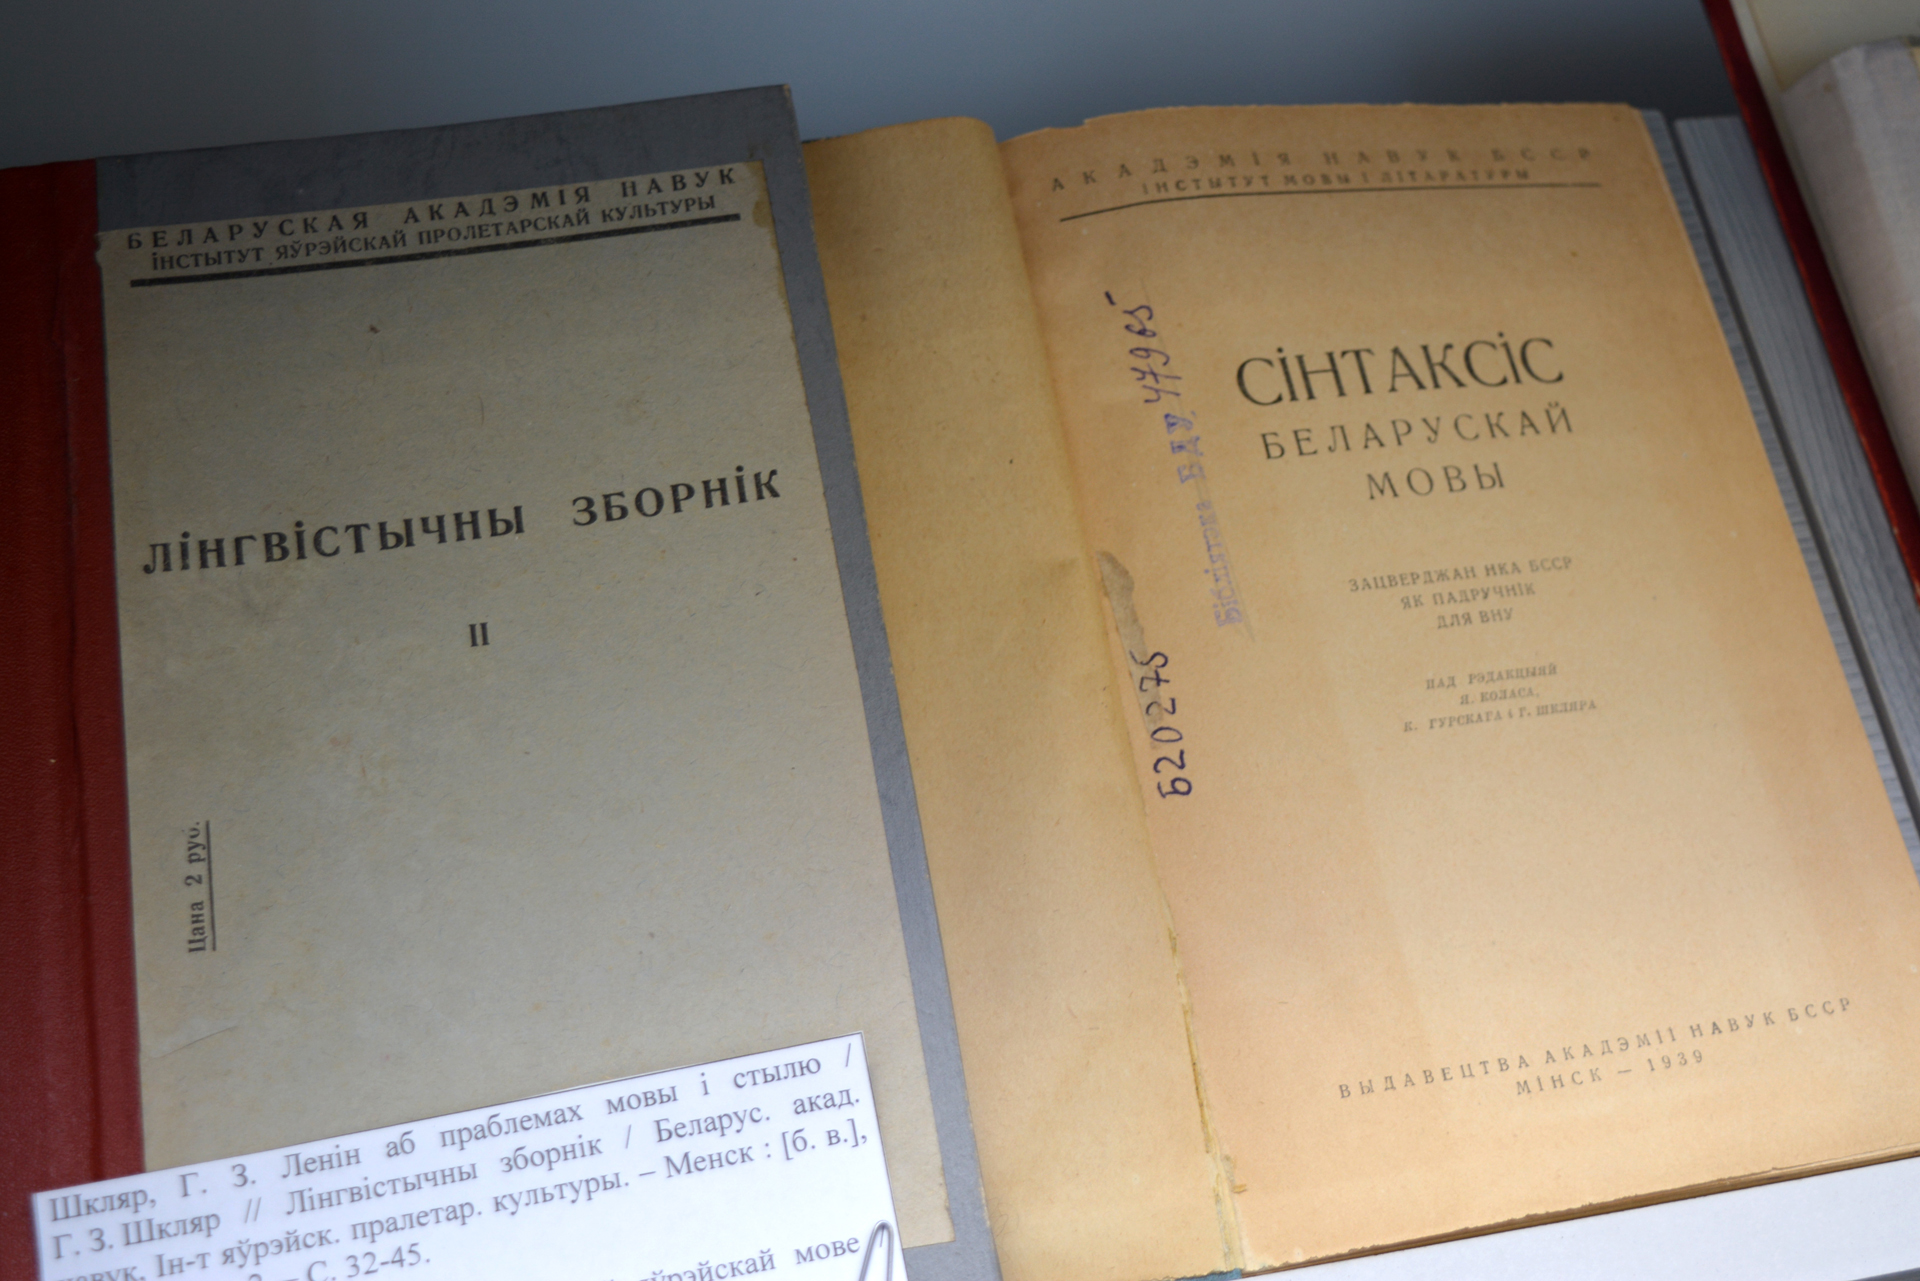 БЕЛАРУСКАЯ АКАДЭМІЯ НАВУК
ІНСТЫТУТ ЯЎРЭЙСКАЙ ПРОЛЕТАРСКАЙ КУЛЬТУРЫ
ЛІНГВІСТЫЧНЫ ЗБОРНІК
II
Цана 2 руб.
Шкляр, Г. З. Ленін аб праблемах мовы і стылю /
Г. З. Шкляр // Лінгвістычны зборнік / Беларус. акад.
навук, Ін-т яўрэйск. пралетар. культуры. – Менск : [б. в.],
С. 32-45.
мове
АКАДЭМІЯ НАВУК БССР
ІНСТЫТУТ МОВЫ І ЛІТАРАТУРЫ
СІНТАКСІС
БЕЛАРУСКАЙ
МОВЫ
ЗАЦВЕРДЖАН НКА БССР
ЯК ПАДРУЧНІК
ДЛЯ ВНУ
ПАД РЭДАКЦЫЯЙ
Я. КОЛАСА,
К. ГУРСКАГА і Г. ШКЛЯРА
ВЫДАВЕЦТВА АКАДЭМІІ НАВУК БССР
МІНСК — 1939
Бібліятэка БДУ 47965
Б20275